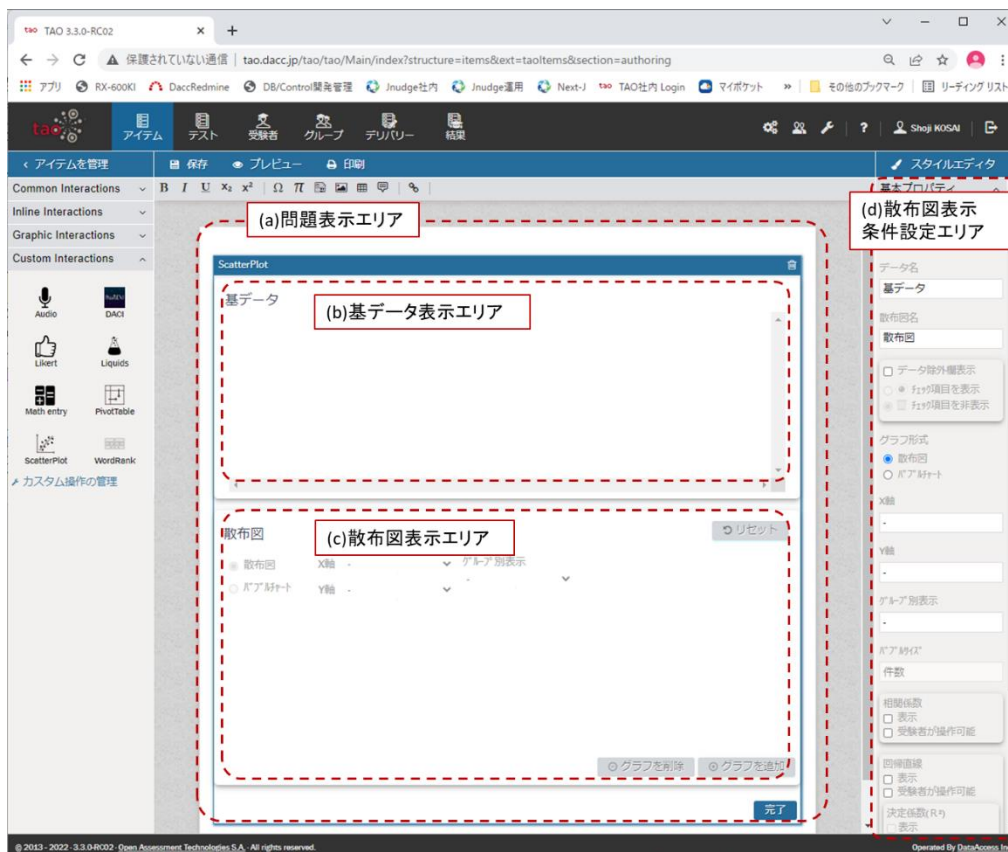 tao TAO 3.3.0-RC02
保護されていない通信 | tao.dacc.jp/tao/tao/Main/index?structure=items&ext=taoItems&section=authoring
アプリ RX-600KI DaccRedmine DB/Control開発管理 Jnudge社内 Jnudge運用 Next-J TAO社内 Login マイポケット » その他のブックマーク リーディング リスト
tao アイテム テスト 受験者 グループ デリバリー 結果 ? Shoji KOSAI
アイテムを管理 保存 プレビュー 印刷 スタイルエディタ
Common Interactions B I U X₂ x² Ω π 基本プロパティ
Inline Interactions
Graphic Interactions
Custom Interactions
Audio DACI
Likert Liquids
Math entry PivotTable
ScatterPlot WordRank
カスタム操作の管理
(a)問題表示エリア
ScatterPlot
基データ
(b)基データ表示エリア
散布図
(c)散布図表示エリア
リセット
散布図 X軸 - グループ別表示
バブルチャート Y軸 - -
グラフを削除 グラフを追加
完了
(d)散布図表示
条件設定エリア
データ名
基データ
散布図名
散布図
データ除外欄表示
チェック項目を表示
チェック項目を非表示
グラフ形式
散布図
バブルチャート
X軸
-
Y軸
-
グループ別表示
-
バブルサイズ
件数
相関係数
表示
受験者が操作可能
回帰直線
表示
受験者が操作可能
決定係数(R²)
表示
© 2013 - 2022 · 3.3.0-RC02 · Open Assessment Technologies S.A. · All rights reserved.
Operated By DataAccess